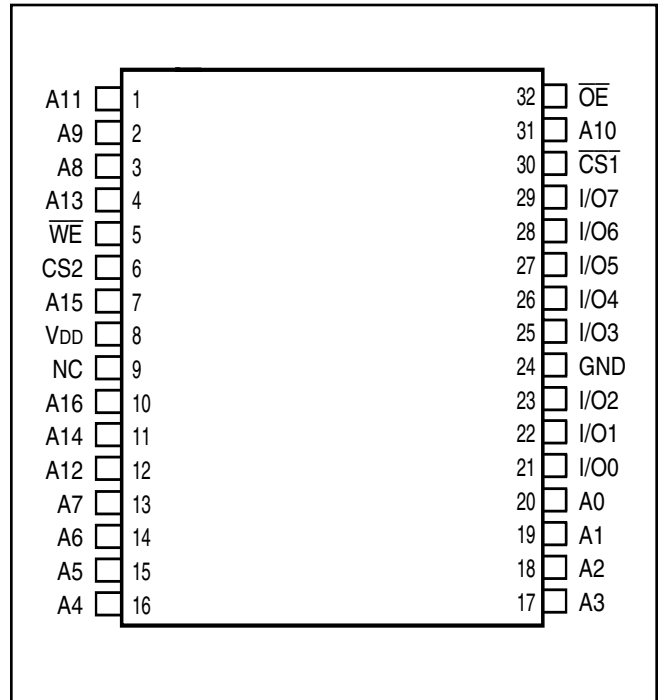 A11 1 32 O̅E̅
A9 2 31 A10
A8 3 30 C̅S̅1̅
A13 4 29 I/O7
W̅E̅ 5 28 I/O6
CS2 6 27 I/O5
A15 7 26 I/O4
VDD 8 25 I/O3
NC 9 24 GND
A16 10 23 I/O2
A14 11 22 I/O1
A12 12 21 I/O0
A7 13 20 A0
A6 14 19 A1
A5 15 18 A2
A4 16 17 A3